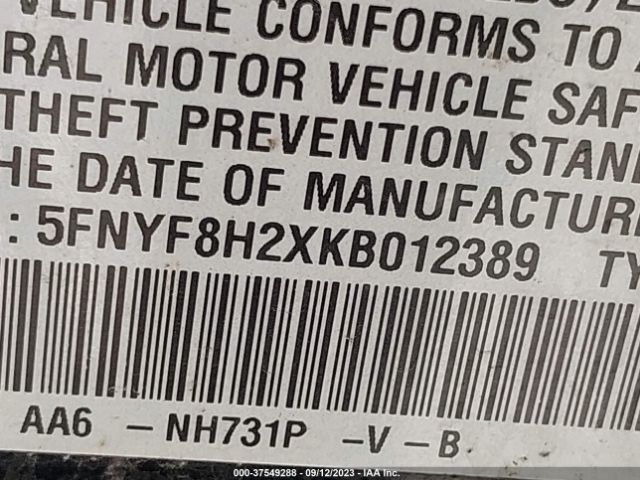 VEHICLE CONFORMS TO
RAL MOTOR VEHICLE SAF
THEFT PREVENTION STAN
HE DATE OF MANUFACTUR
: 5FNYF8H2XKB012389 TY
AA6 - NH731P - V - B
000-37549288 - 09/12/2023 - IAA Inc.